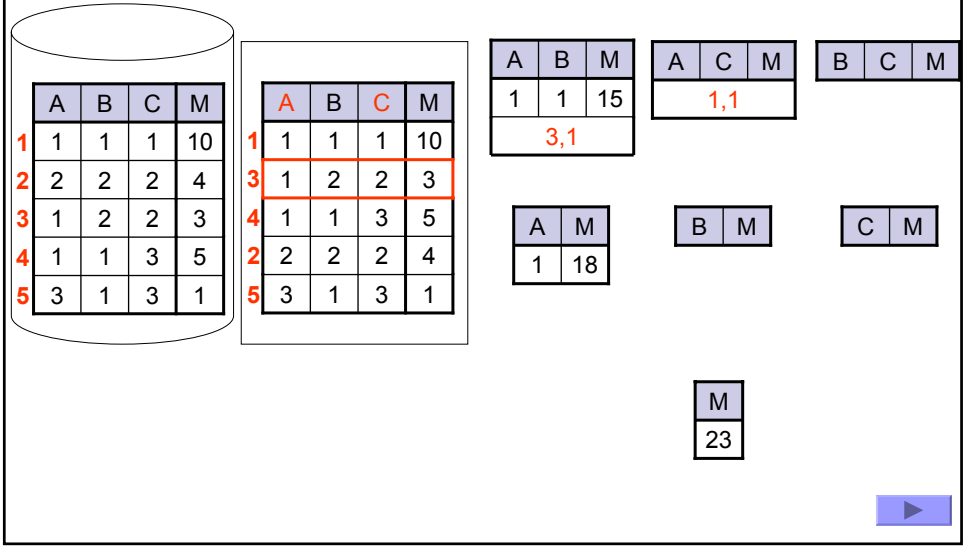 A B C M
1 1 1 1 10
2 2 2 2 4
3 1 2 2 3
4 1 1 3 5
5 3 1 3 1
A B C M
1 1 1 1 10
3 1 2 2 3
4 1 1 3 5
2 2 2 2 4
5 3 1 3 1
A B M
1 1 15
3,1
A C M
1,1
B C M
A M
1 18
B M
C M
M
23